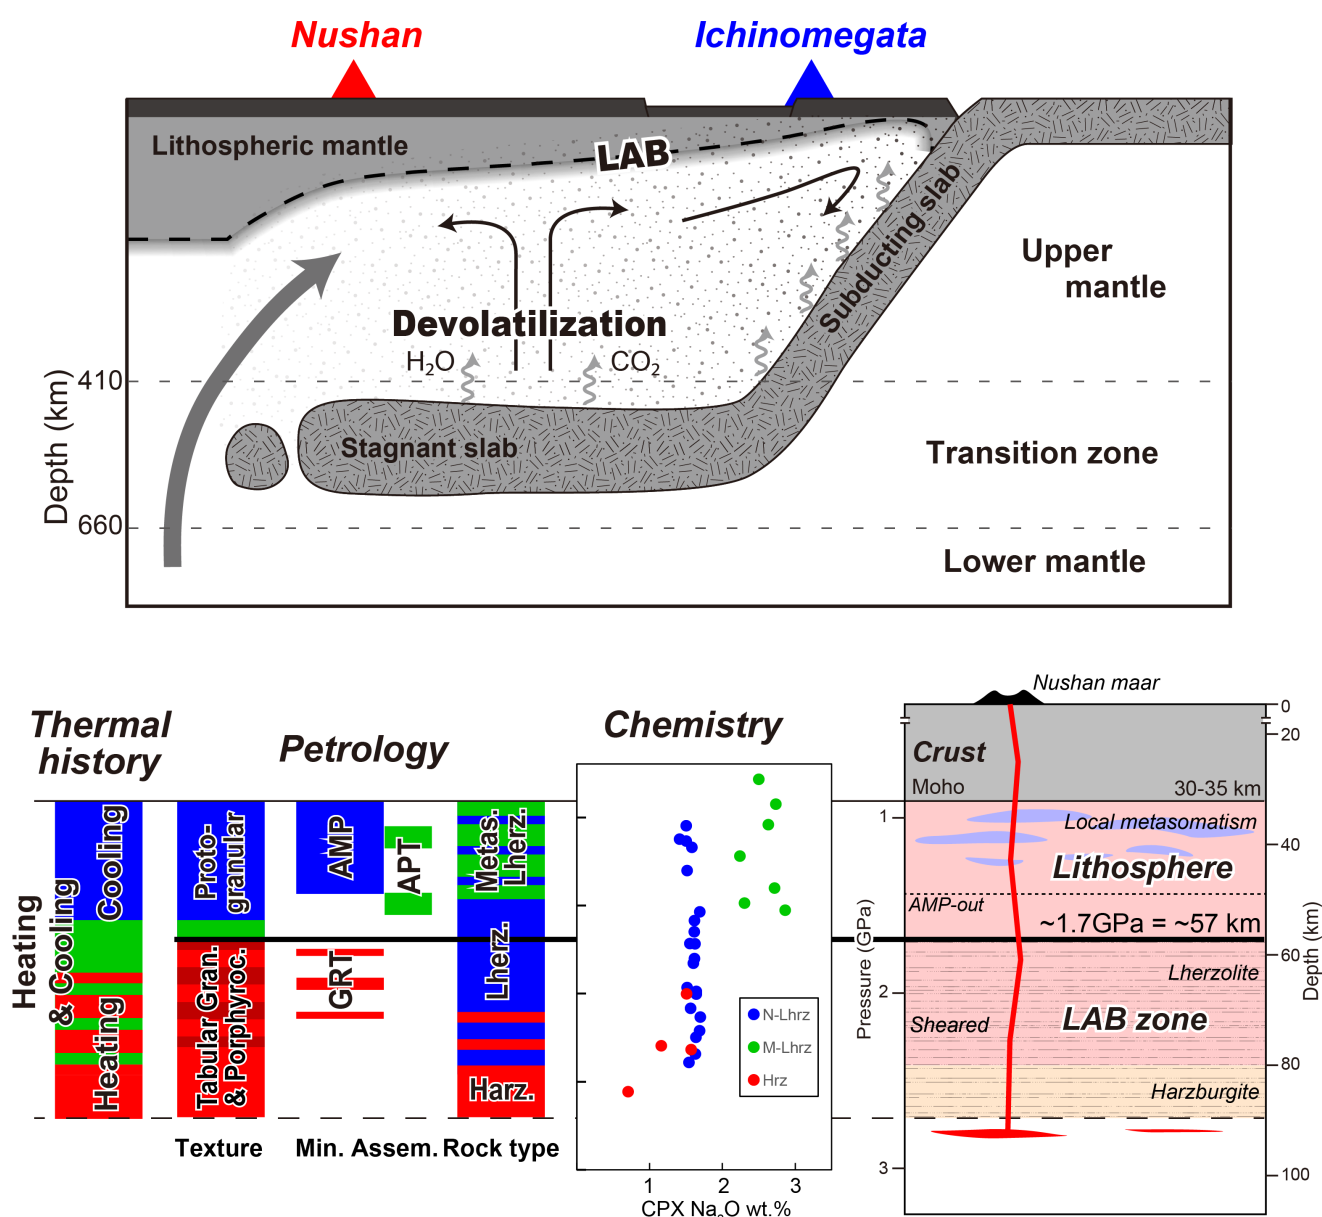 Nushan
Ichinomegata
Lithospheric mantle
LAB
Subducting slab
Upper
mantle
Devolatilization
H₂O
CO₂
410
Depth (km)
Stagnant slab
Transition zone
660
Lower mantle
Thermal
history
Petrology
Chemistry
Nushan maar
0
20
Crust
Moho
30-35 km
Cooling
Heating
& Cooling
Heating
Proto-
granular
Tabular Gran.
& Porphyroc.
AMP
APT
GRT
Metas.
Lherz.
Lherz.
Harz.
Texture
Min. Assem.
Rock type
N-Lhrz
M-Lhrz
Hrz
1
2
3
CPX Na₂O wt.%
Pressure (GPa)
1
2
3
Local metasomatism
Lithosphere
AMP-out
~1.7GPa = ~57 km
Lherzolite
Sheared
LAB zone
Harzburgite
40
60
80
100
Depth (km)